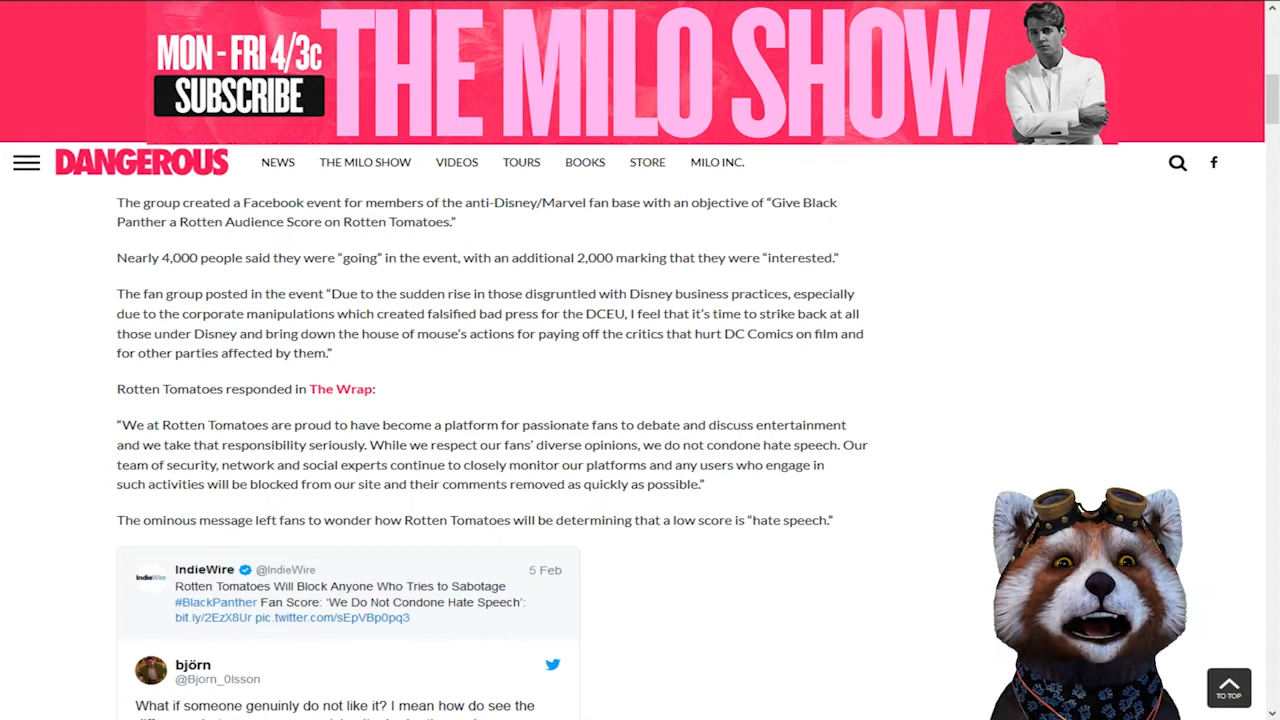 MON - FRI 4/3c
SUBSCRIBE
THE MILO SHOW
DANGEROUS
NEWS
THE MILO SHOW
VIDEOS
TOURS
BOOKS
STORE
MILO INC.
The group created a Facebook event for members of the anti-Disney/Marvel fan base with an objective of “Give Black
Panther a Rotten Audience Score on Rotten Tomatoes.”
Nearly 4,000 people said they were “going” in the event, with an additional 2,000 marking that they were “interested.”
The fan group posted in the event “Due to the sudden rise in those disgruntled with Disney business practices, especially
due to the corporate manipulations which created falsified bad press for the DCEU, I feel that it’s time to strike back at all
those under Disney and bring down the house of mouse’s actions for paying off the critics that hurt DC Comics on film and
for other parties affected by them.”
Rotten Tomatoes responded in The Wrap:
“We at Rotten Tomatoes are proud to have become a platform for passionate fans to debate and discuss entertainment
and we take that responsibility seriously. While we respect our fans’ diverse opinions, we do not condone hate speech. Our
team of security, network and social experts continue to closely monitor our platforms and any users who engage in
such activities will be blocked from our site and their comments removed as quickly as possible.”
The ominous message left fans to wonder how Rotten Tomatoes will be determining that a low score is “hate speech.”
IndieWire
IndieWire @IndieWire
5 Feb
Rotten Tomatoes Will Block Anyone Who Tries to Sabotage
#BlackPanther Fan Score: ‘We Do Not Condone Hate Speech’:
bit.ly/2EzX8Ur pic.twitter.com/sEpVBp0pq3
björn
@Bjorn_0lsson
What if someone genuinely do not like it? I mean how do see the
TO TOP